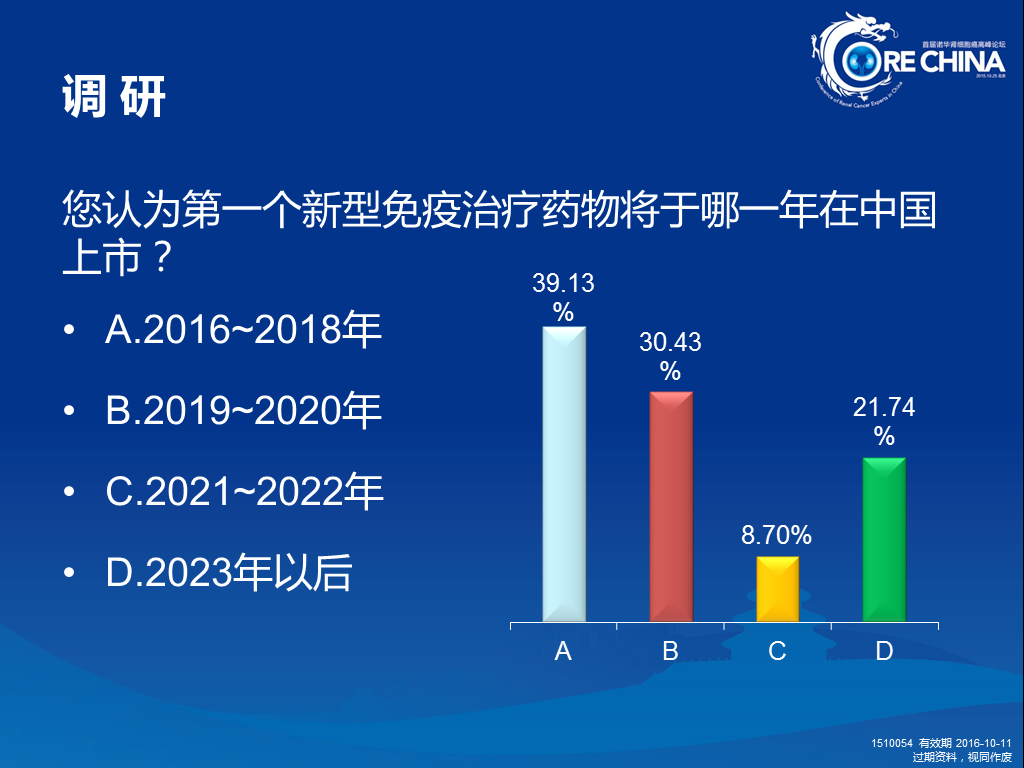 首届诺华肾细胞癌高峰论坛
CORE CHINA
2015.10.25 北京
Conference of Renal Cancer Experts in China
调 研
您认为第一个新型免疫治疗药物将于哪一年在中国
上市？
• A.2016~2018年
• B.2019~2020年
• C.2021~2022年
• D.2023年以后
39.13
%
30.43
%
8.70%
21.74
%
A B C D
1510054 有效期 2016-10-11
过期资料，视同作废